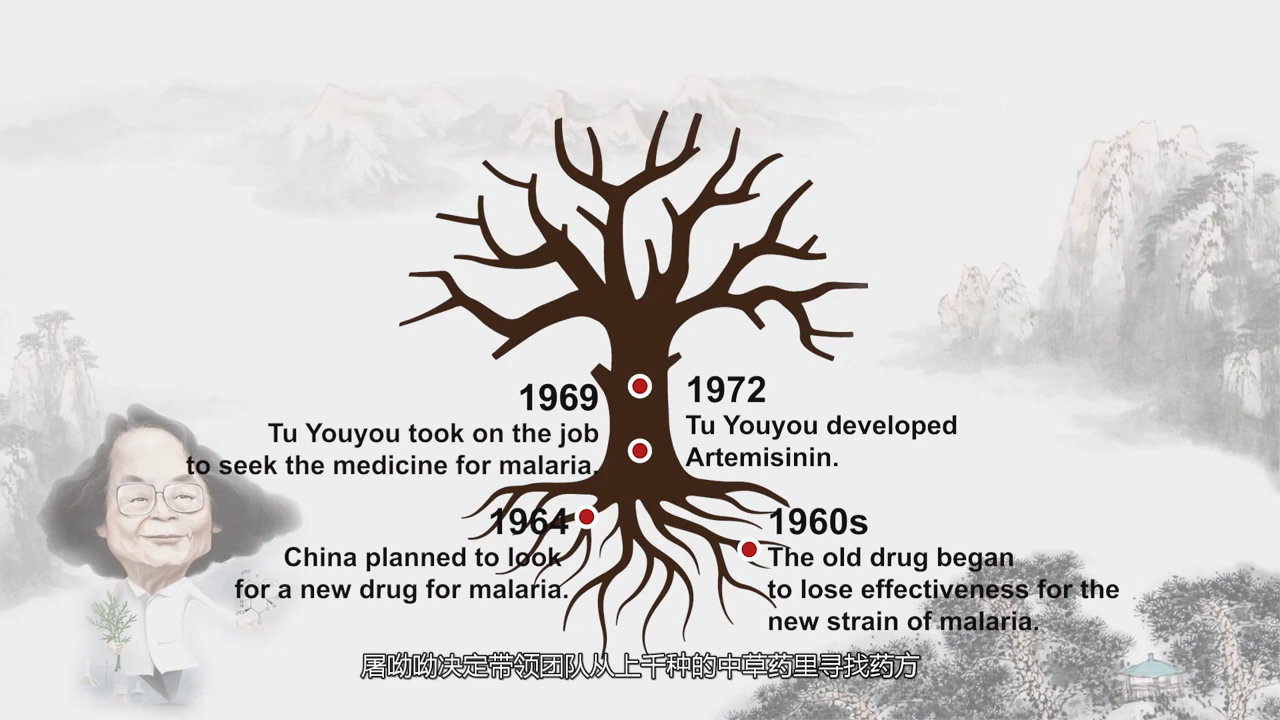 1969
Tu Youyou took on the job
to seek the medicine for malaria.
1972
Tu Youyou developed
Artemisinin.
1964
China planned to look
for a new drug for malaria.
1960s
The old drug began
to lose effectiveness for the
new strain of malaria.
屠呦呦决定带领团队从上千种的中草药里寻找药方